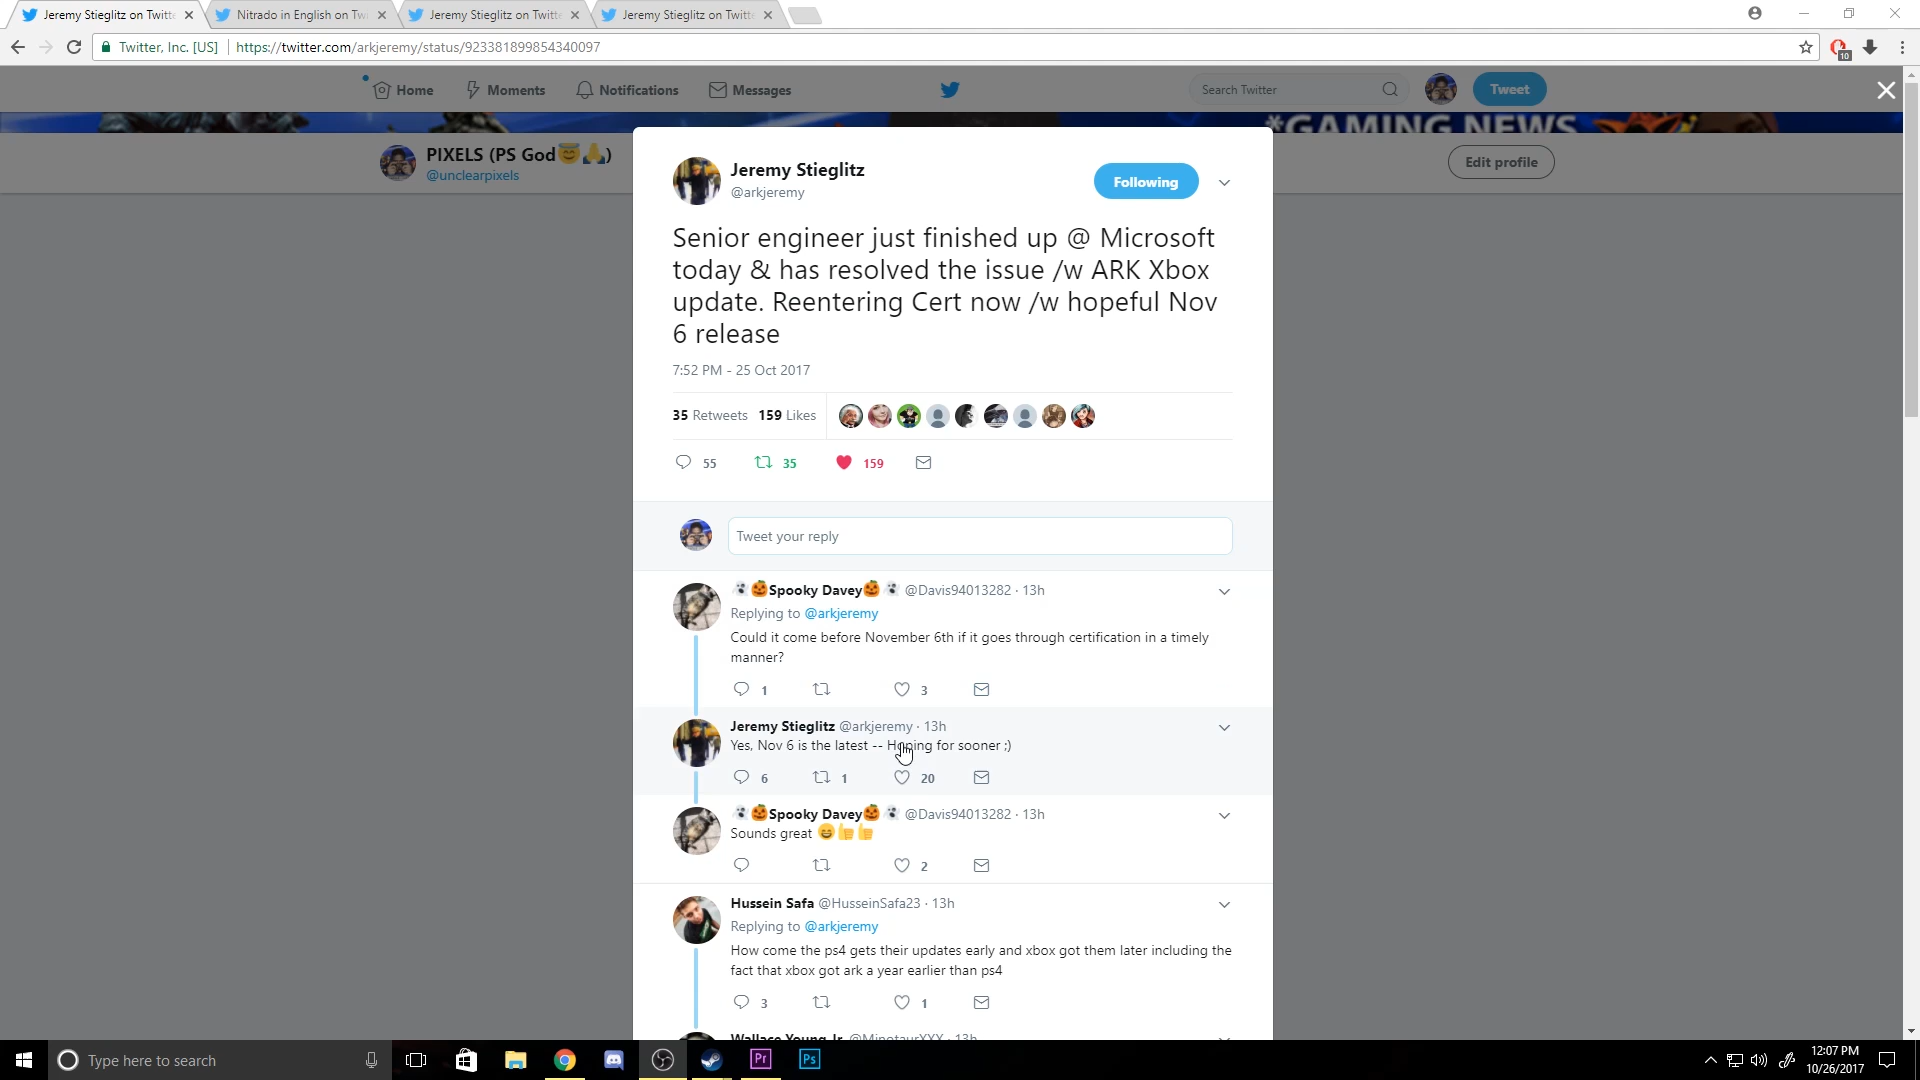 Jeremy Stieglitz on Twitte
Nitrado in English on Twi
Jeremy Stieglitz on Twitte
Jeremy Stieglitz on Twitte
Twitter, Inc. [US]
https://twitter.com/arkjeremy/status/923381899854340097
10
Home
Moments
Notifications
Messages
Search Twitter
Tweet
*GAMING NEWS
PIXELS (PS God😇🙏)
@unclearpixels
Edit profile
Jeremy Stieglitz
@arkjeremy
Following
Senior engineer just finished up @ Microsoft
today & has resolved the issue /w ARK Xbox
update. Reentering Cert now /w hopeful Nov
6 release
7:52 PM - 25 Oct 2017
35 Retweets 159 Likes
55 35 159
Tweet your reply
👻🎃Spooky Davey🎃👻 @Davis94013282 · 13h
Replying to @arkjeremy
Could it come before November 6th if it goes through certification in a timely
manner?
1 3
Jeremy Stieglitz @arkjeremy · 13h
Yes, Nov 6 is the latest -- Hoping for sooner ;)
6 1 20
👻🎃Spooky Davey🎃👻 @Davis94013282 · 13h
Sounds great 😄👍👍
2
Hussein Safa @HusseinSafa23 · 13h
Replying to @arkjeremy
How come the ps4 gets their updates early and xbox got them later including the
fact that xbox got ark a year earlier than ps4
3 1
Wallace Young Jr @MinotaurXXX · 13h
Type here to search
Pr
Ps
12:07 PM
10/26/2017